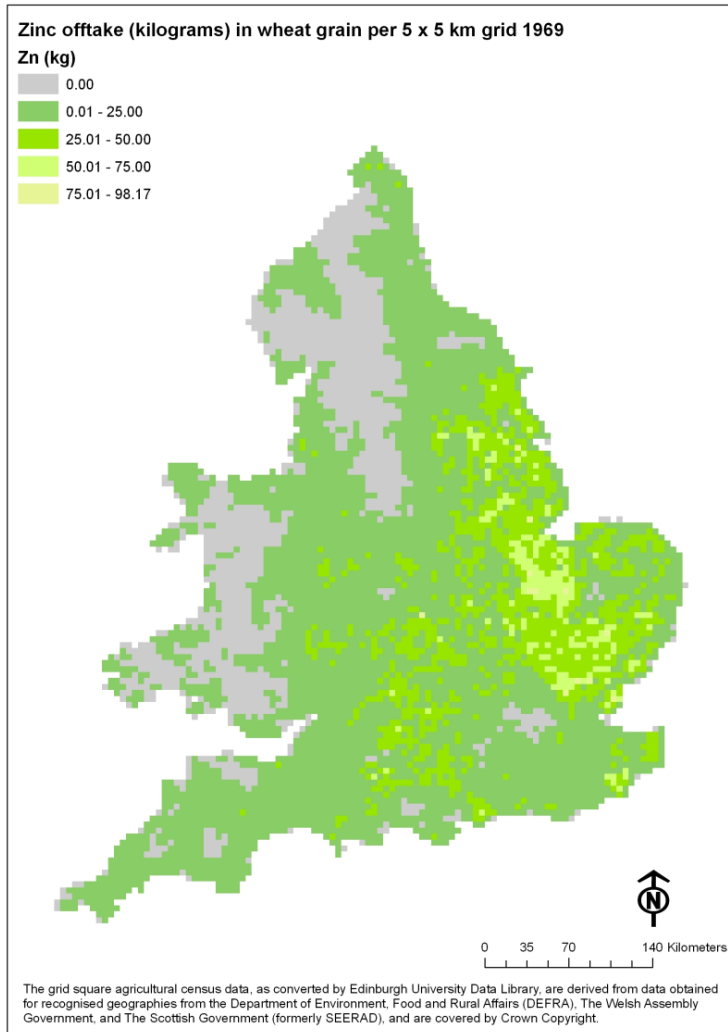 Zinc offtake (kilograms) in wheat grain per 5 x 5 km grid 1969
Zn (kg)
0.00
0.01 - 25.00
25.01 - 50.00
50.01 - 75.00
75.01 - 98.17
N
0 35 70 140 Kilometers
The grid square agricultural census data, as converted by Edinburgh University Data Library, are derived from data obtained
for recognised geographies from the Department of Environment, Food and Rural Affairs (DEFRA), The Welsh Assembly
Government, and The Scottish Government (formerly SEERAD), and are covered by Crown Copyright.